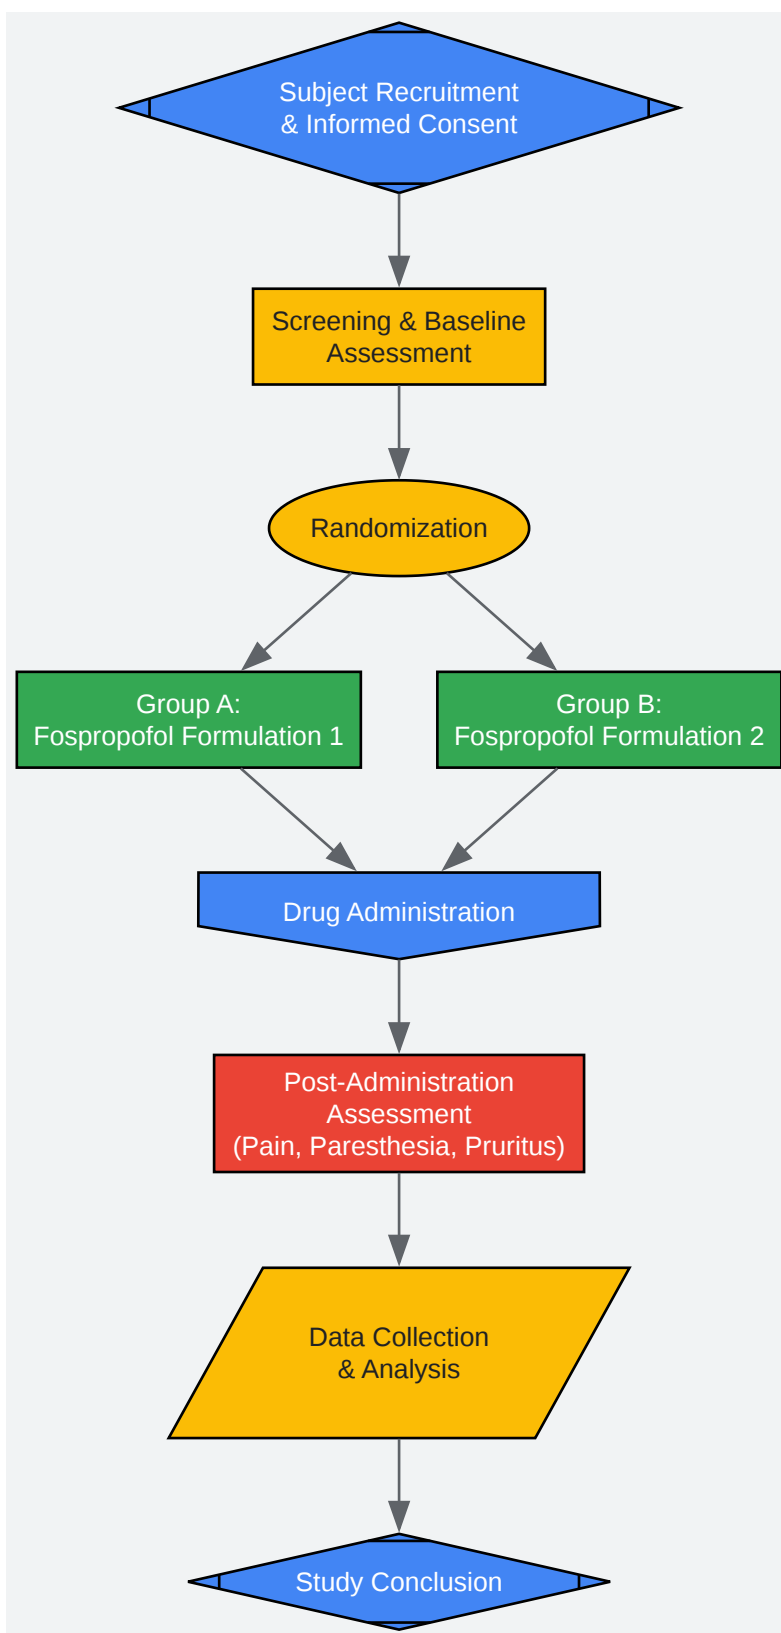 Subject Recruitment
& Informed Consent
Screening & Baseline
Assessment
Randomization
Group A:
Fospropofol Formulation 1
Group B:
Fospropofol Formulation 2
Drug Administration
Post-Administration
Assessment
(Pain, Paresthesia, Pruritus)
Data Collection
& Analysis
Study Conclusion